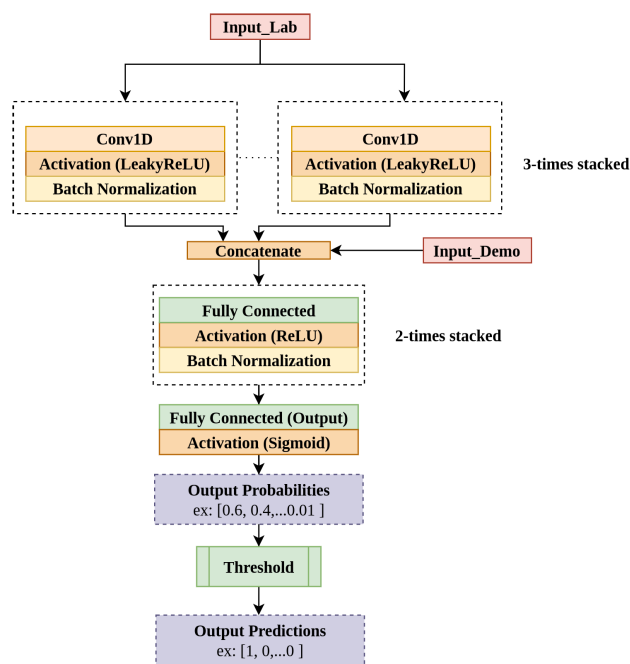 Input_Lab
Conv1D
Activation (LeakyReLU)
Batch Normalization
Conv1D
Activation (LeakyReLU)
Batch Normalization
3-times stacked
Concatenate
Input_Demo
Fully Connected
Activation (ReLU)
Batch Normalization
2-times stacked
Fully Connected (Output)
Activation (Sigmoid)
Output Probabilities
ex: [0.6, 0.4,...0.01 ]
Threshold
Output Predictions
ex: [1, 0,...0 ]